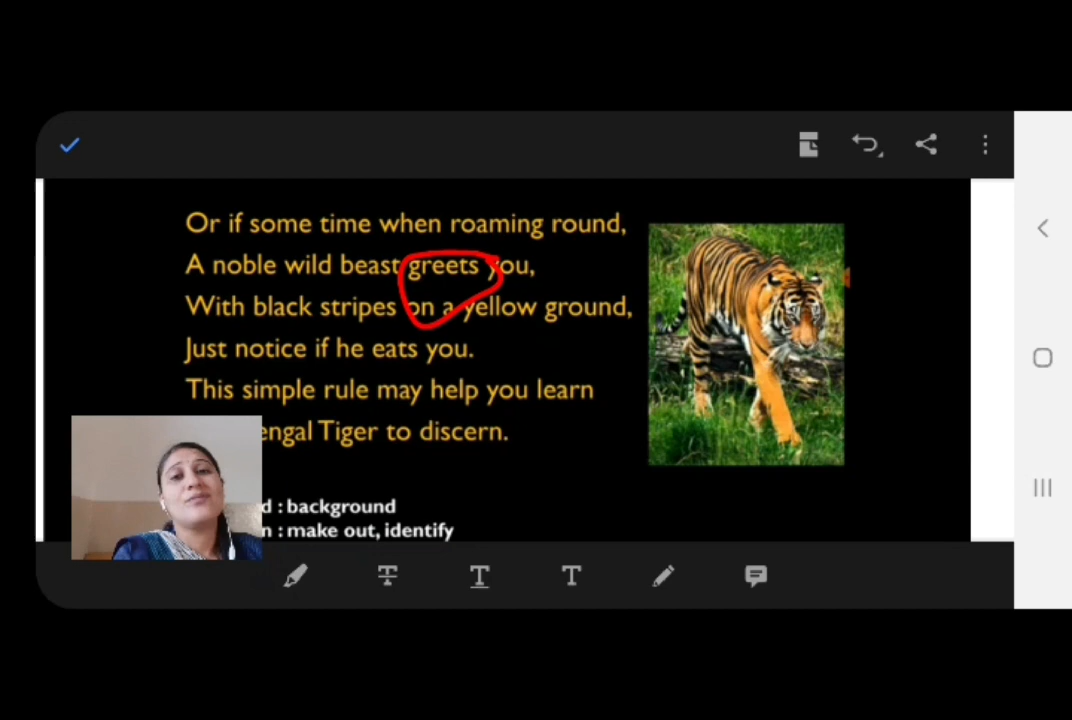 Or if some time when roaming round,
A noble wild beast greets you,
With black stripes on a yellow ground,
Just notice if he eats you.
This simple rule may help you learn
engal Tiger to discern.
d : background
n : make out, identify